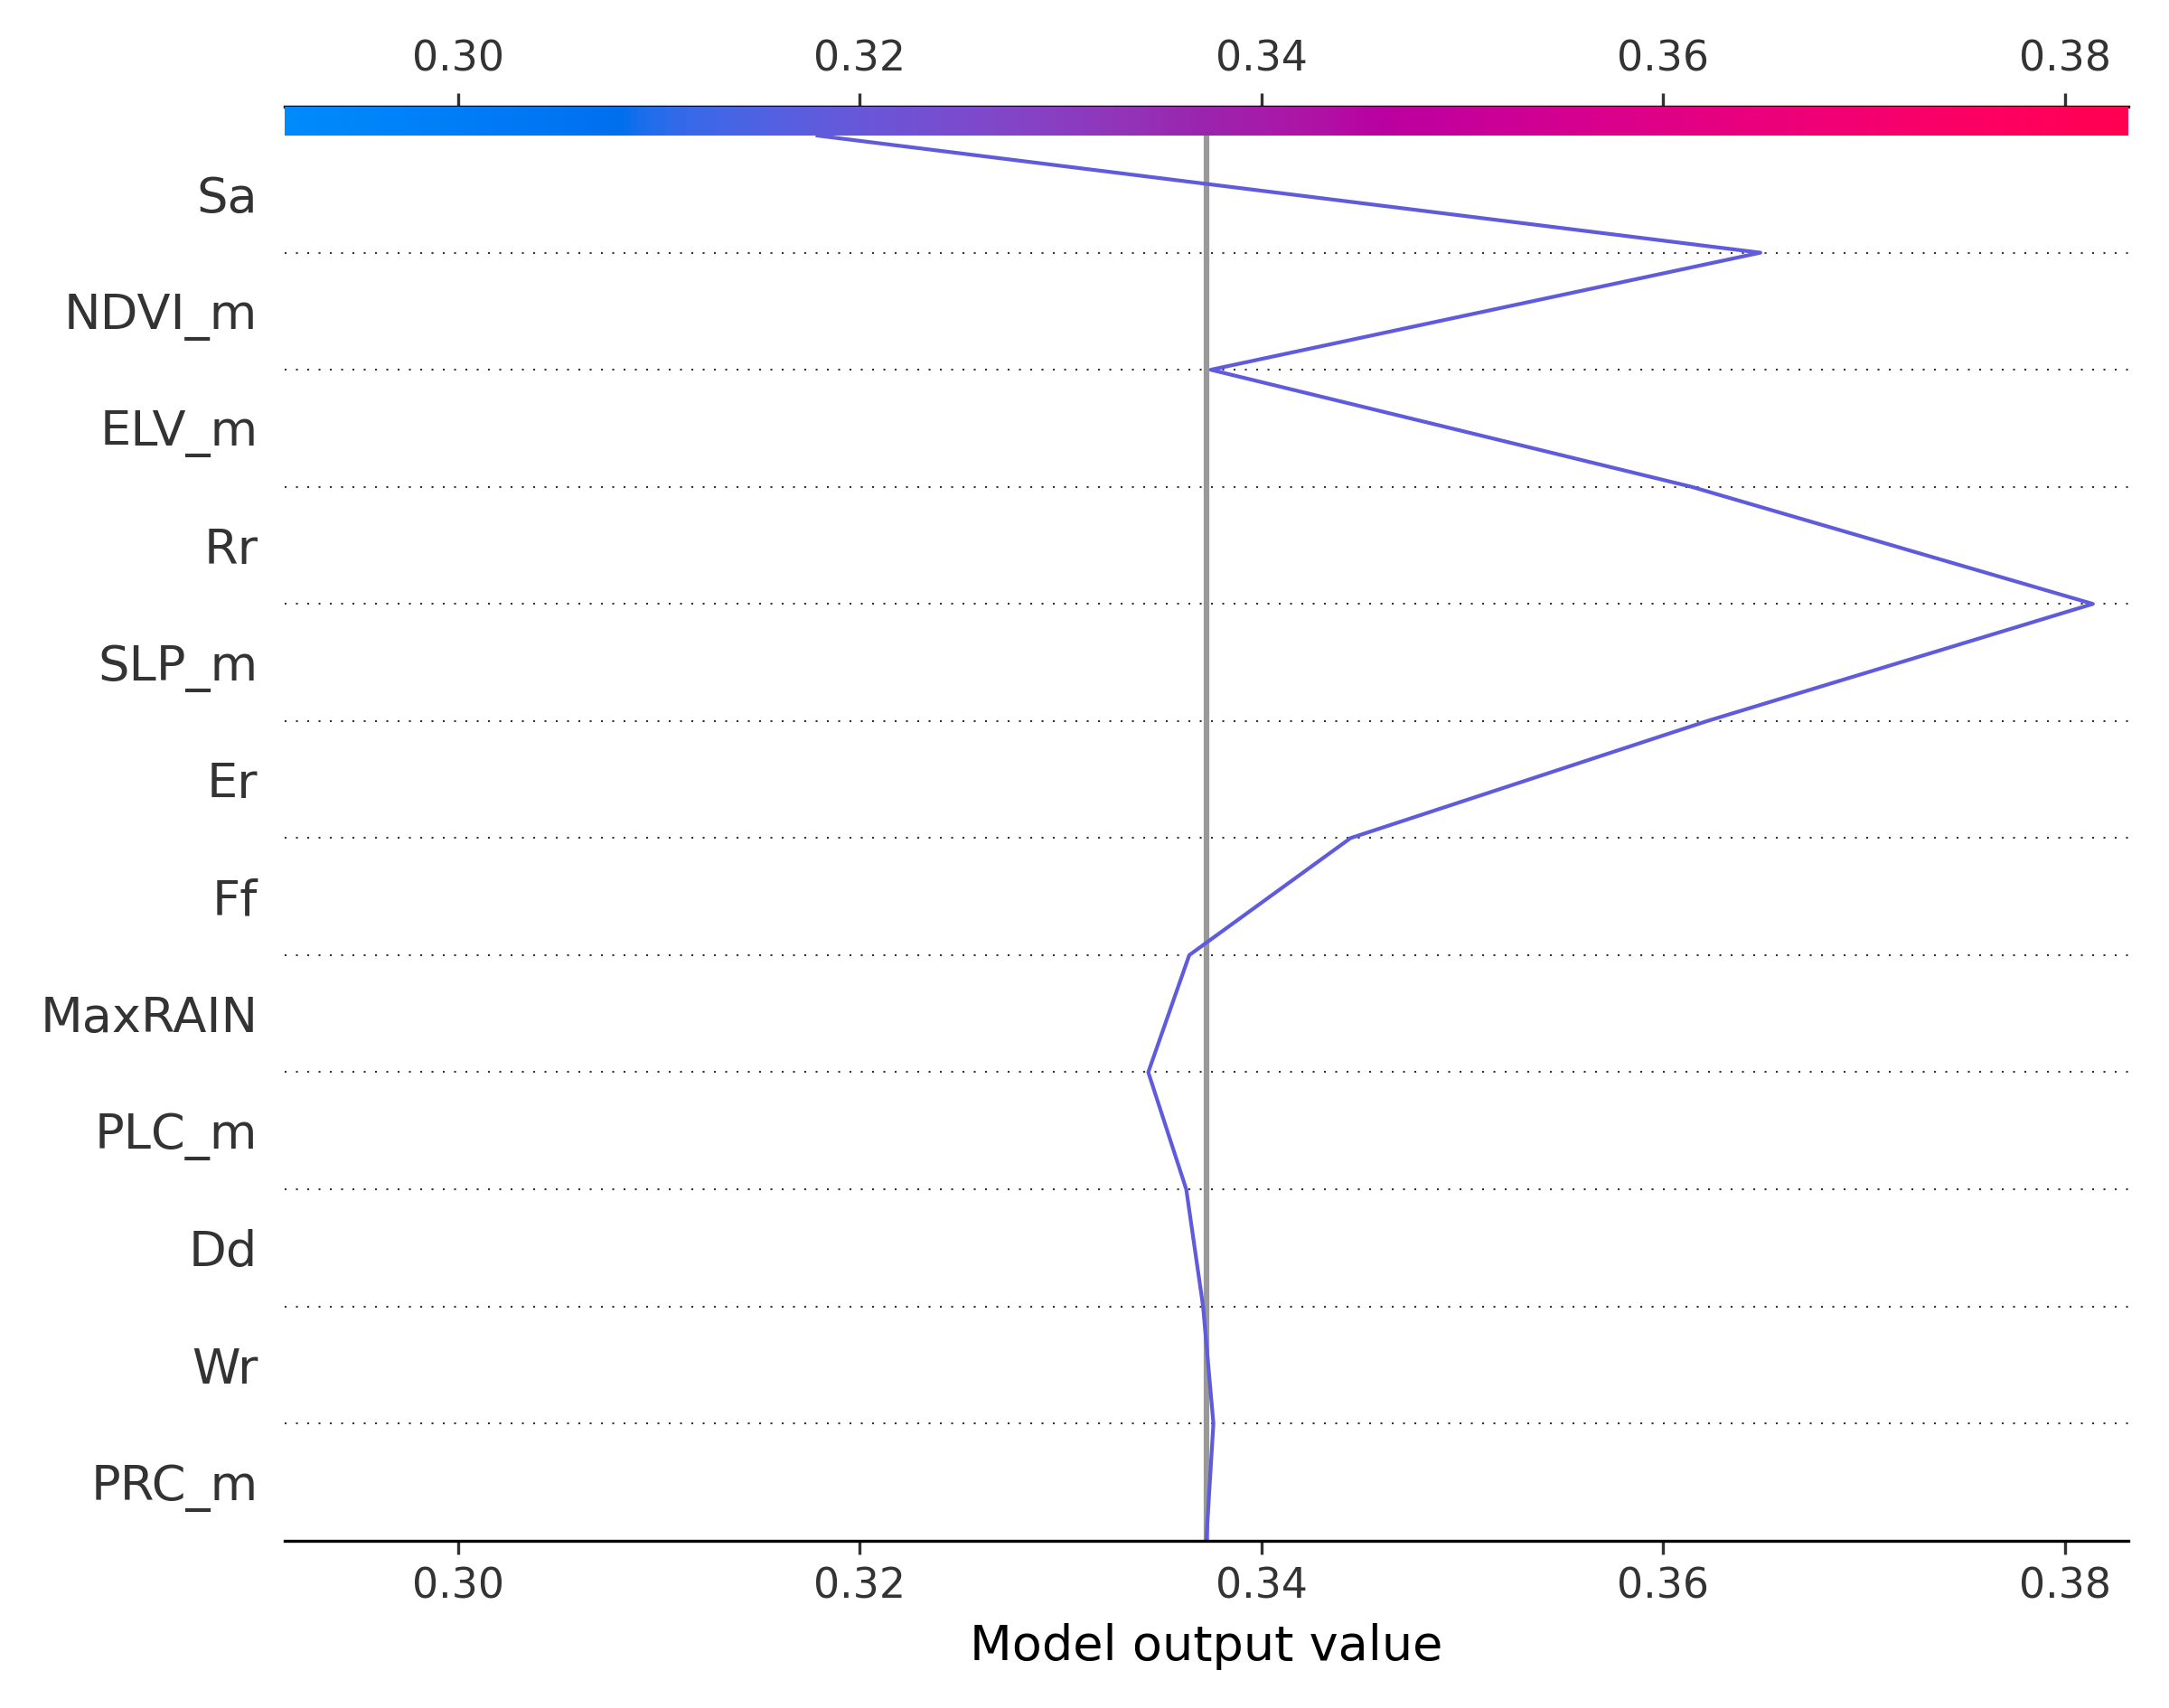 0.30 0.32 0.34 0.36 0.38
Sa
NDVI_m
ELV_m
Rr
SLP_m
Er
Ff
MaxRAIN
PLC_m
Dd
Wr
PRC_m
0.30 0.32 0.34 0.36 0.38
Model output value